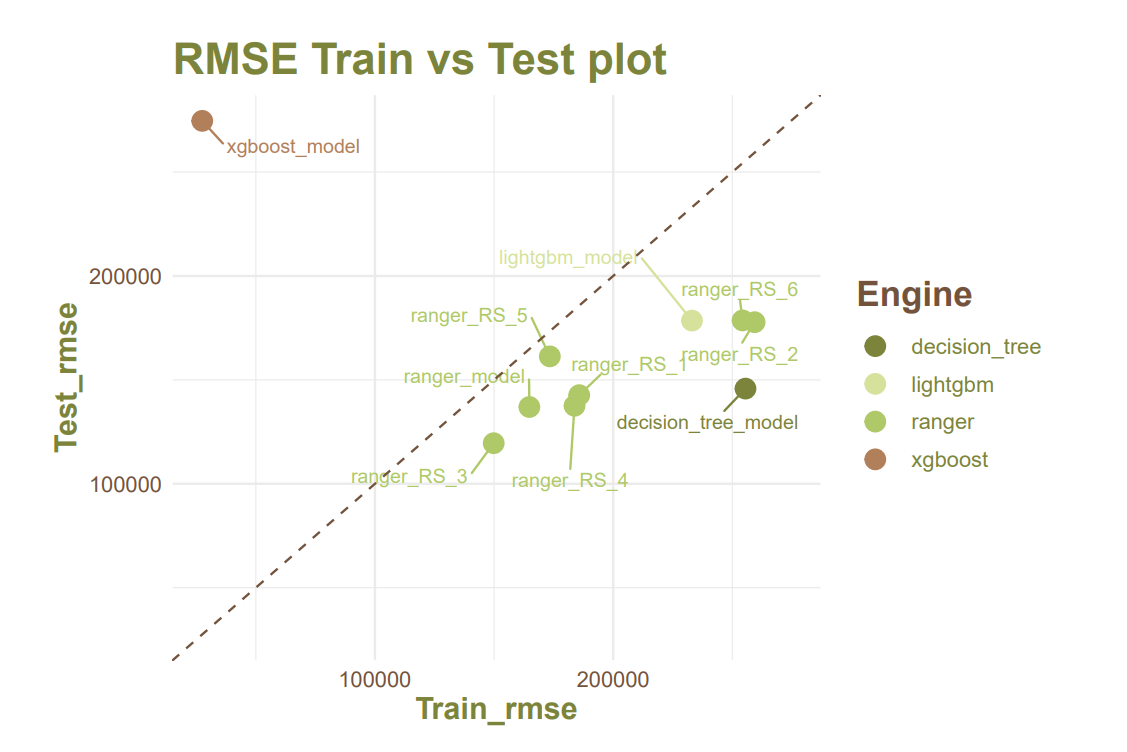 RMSE Train vs Test plot
xgboost_model
lightgbm_model
200000
ranger_RS_6
ranger_RS_5
ranger_RS_2
ranger_RS_1
ranger_model
decision_tree_model
ranger_RS_3
ranger_RS_4
100000
Test_rmse
100000
200000
Train_rmse
Engine
decision_tree
lightgbm
ranger
xgboost